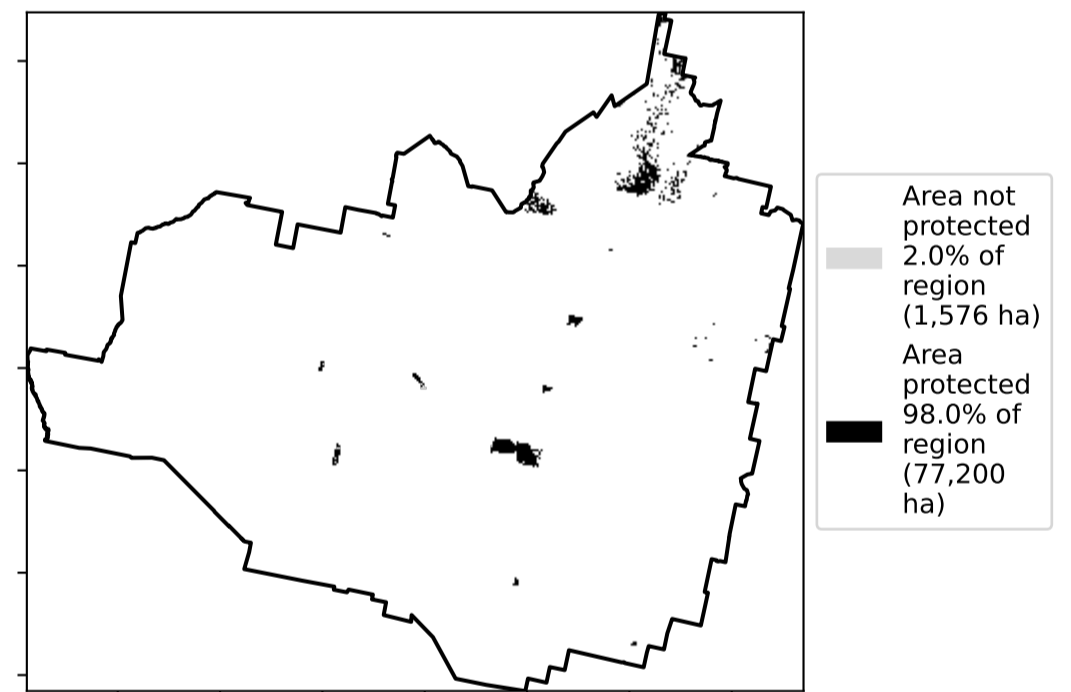 Area not
protected
2.0% of
region
(1,576 ha)
Area
protected
98.0% of
region
(77,200
ha)